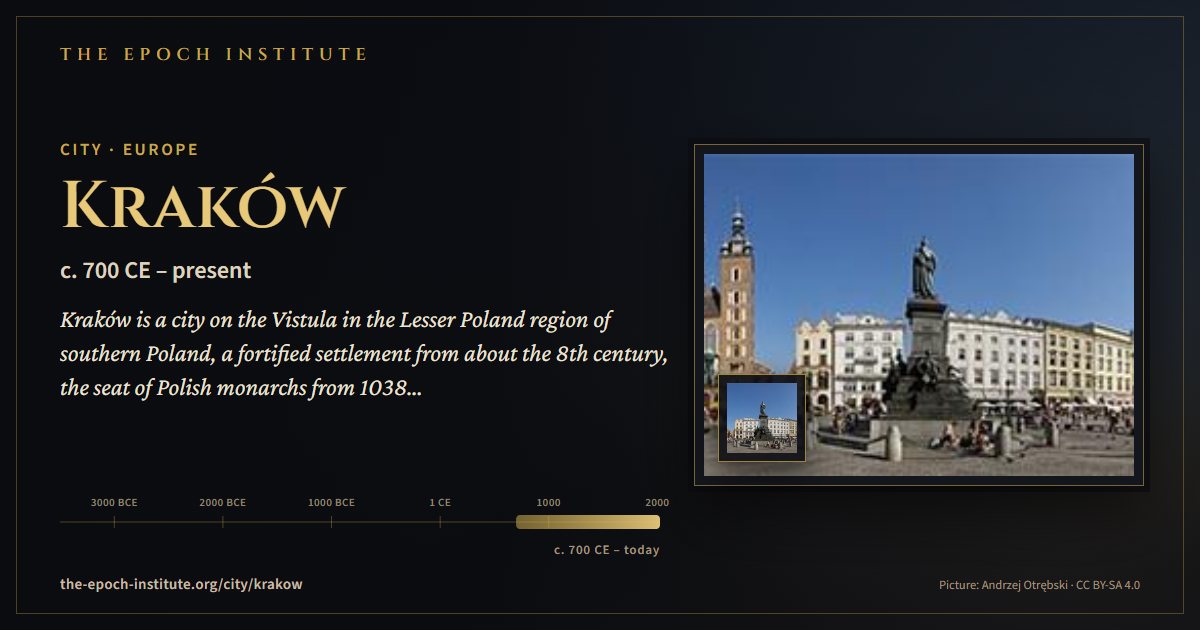 THE EPOCH INSTITUTE
CITY · EUROPE
KRAKÓW
c. 700 CE – present
Kraków is a city on the Vistula in the Lesser Poland region of
southern Poland, a fortified settlement from about the 8th century,
the seat of Polish monarchs from 1038...
3000 BCE 2000 BCE 1000 BCE 1 CE 1000 2000
c. 700 CE – today
the-epoch-institute.org/city/krakow
Picture: Andrzej Otrębski · CC BY-SA 4.0